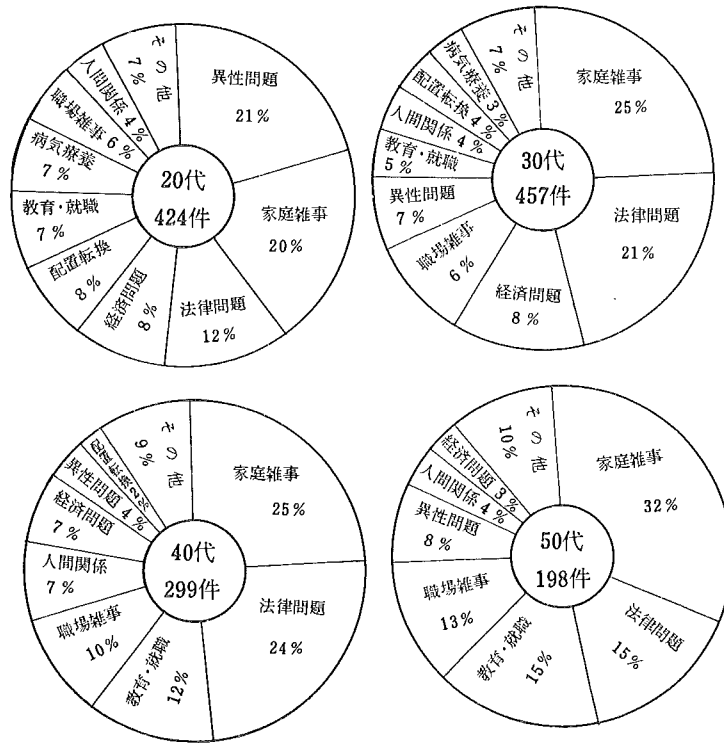 20代
424件
異性問題
21%
家庭雑事
20%
法律問題
12%
経済問題
8%
配置転換
8%
教育・就職
7%
病気療養
7%
職場雑事 6%
人間関係 4%
その他
7%
30代
457件
家庭雑事
25%
法律問題
21%
経済問題
8%
職場雑事
6%
異性問題
7%
教育・就職
5%
人間関係 4%
配置転換 4%
病気療養 3%
その他
7%
40代
299件
家庭雑事
25%
法律問題
24%
教育・就職
12%
職場雑事
10%
人間関係
7%
経済問題
7%
異性問題 4%
配置転換 2%
その他
9%
50代
198件
家庭雑事
32%
法律問題
15%
教育・就職
15%
職場雑事
13%
異性問題
8%
人間関係 4%
経済問題 3%
その他
10%